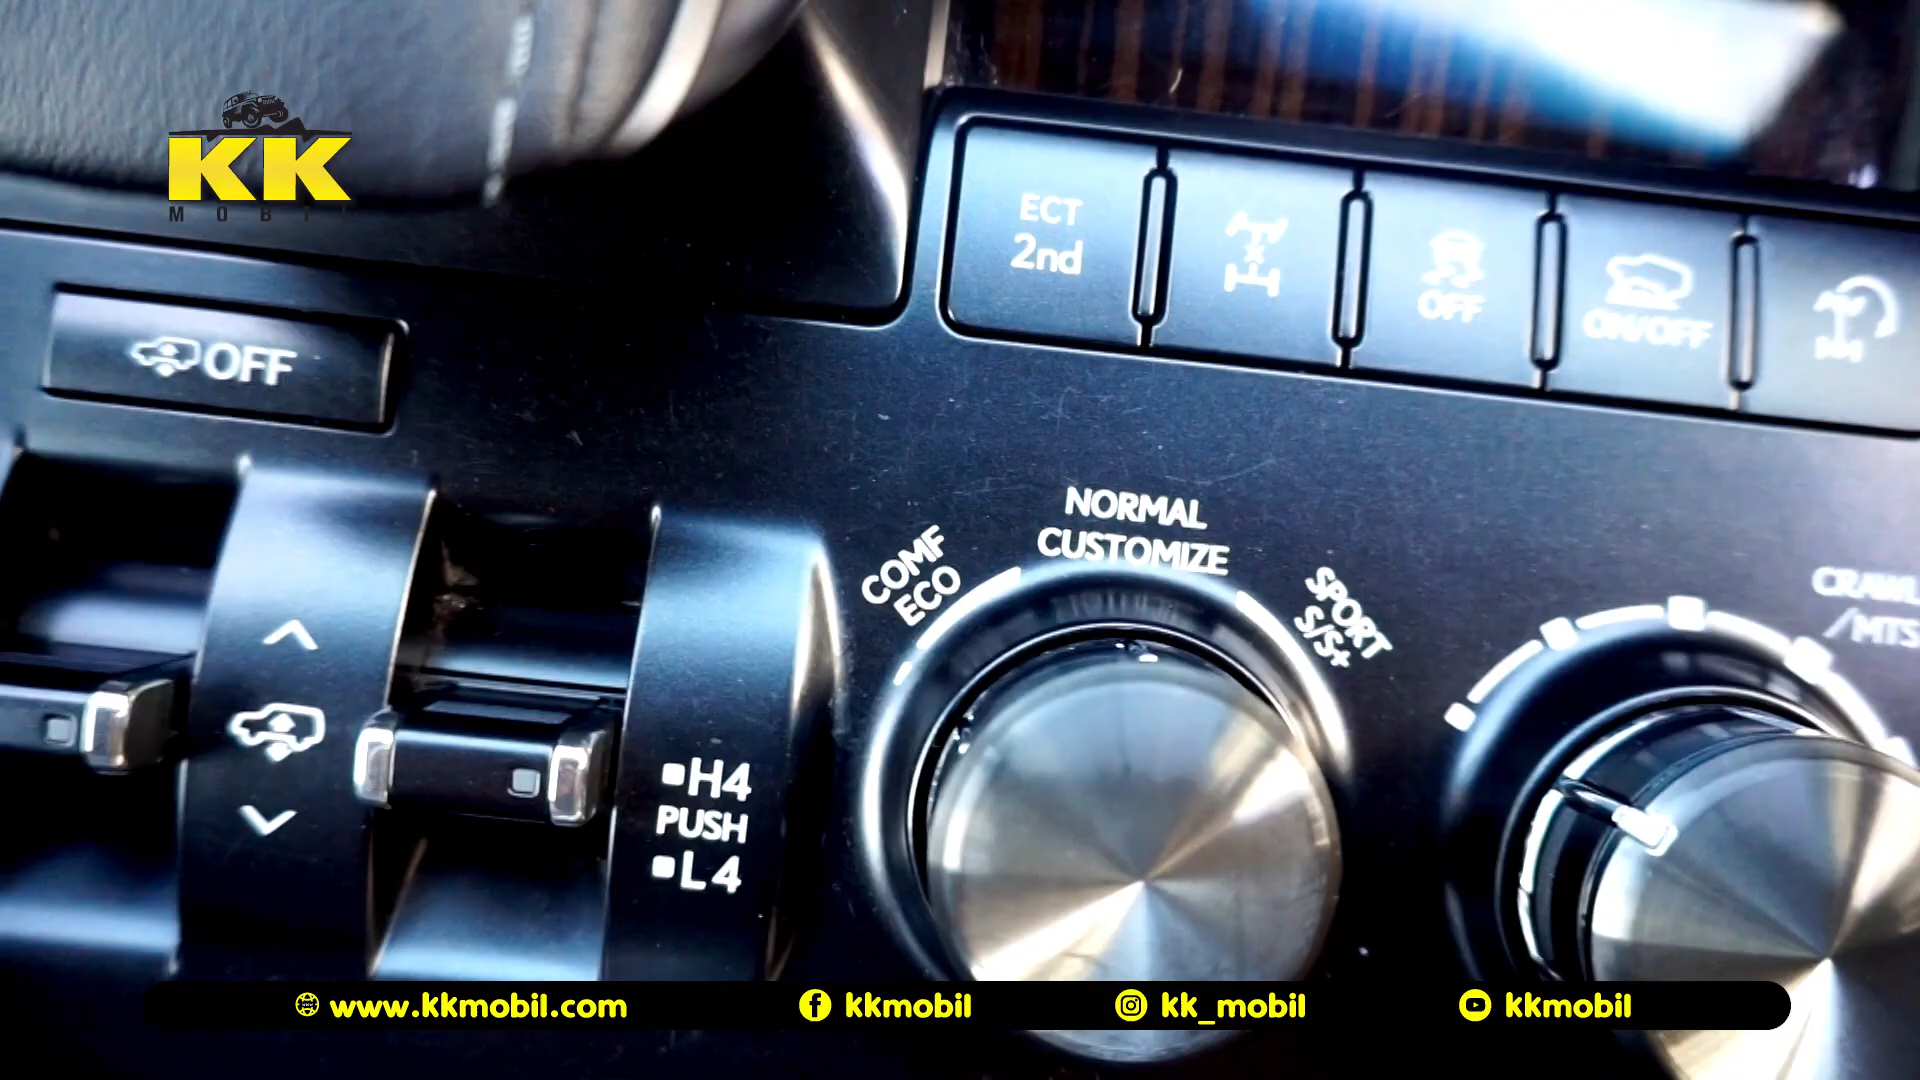 KK
MOBIL
ECT
2nd
OFF
ON/OFF
OFF
NORMAL
CUSTOMIZE
COMF
ECO
SPORT
S/S+
CRAWL
/MTS
H4
PUSH
L4
www.kkmobil.com
kkmobil
kk_mobil
kkmobil